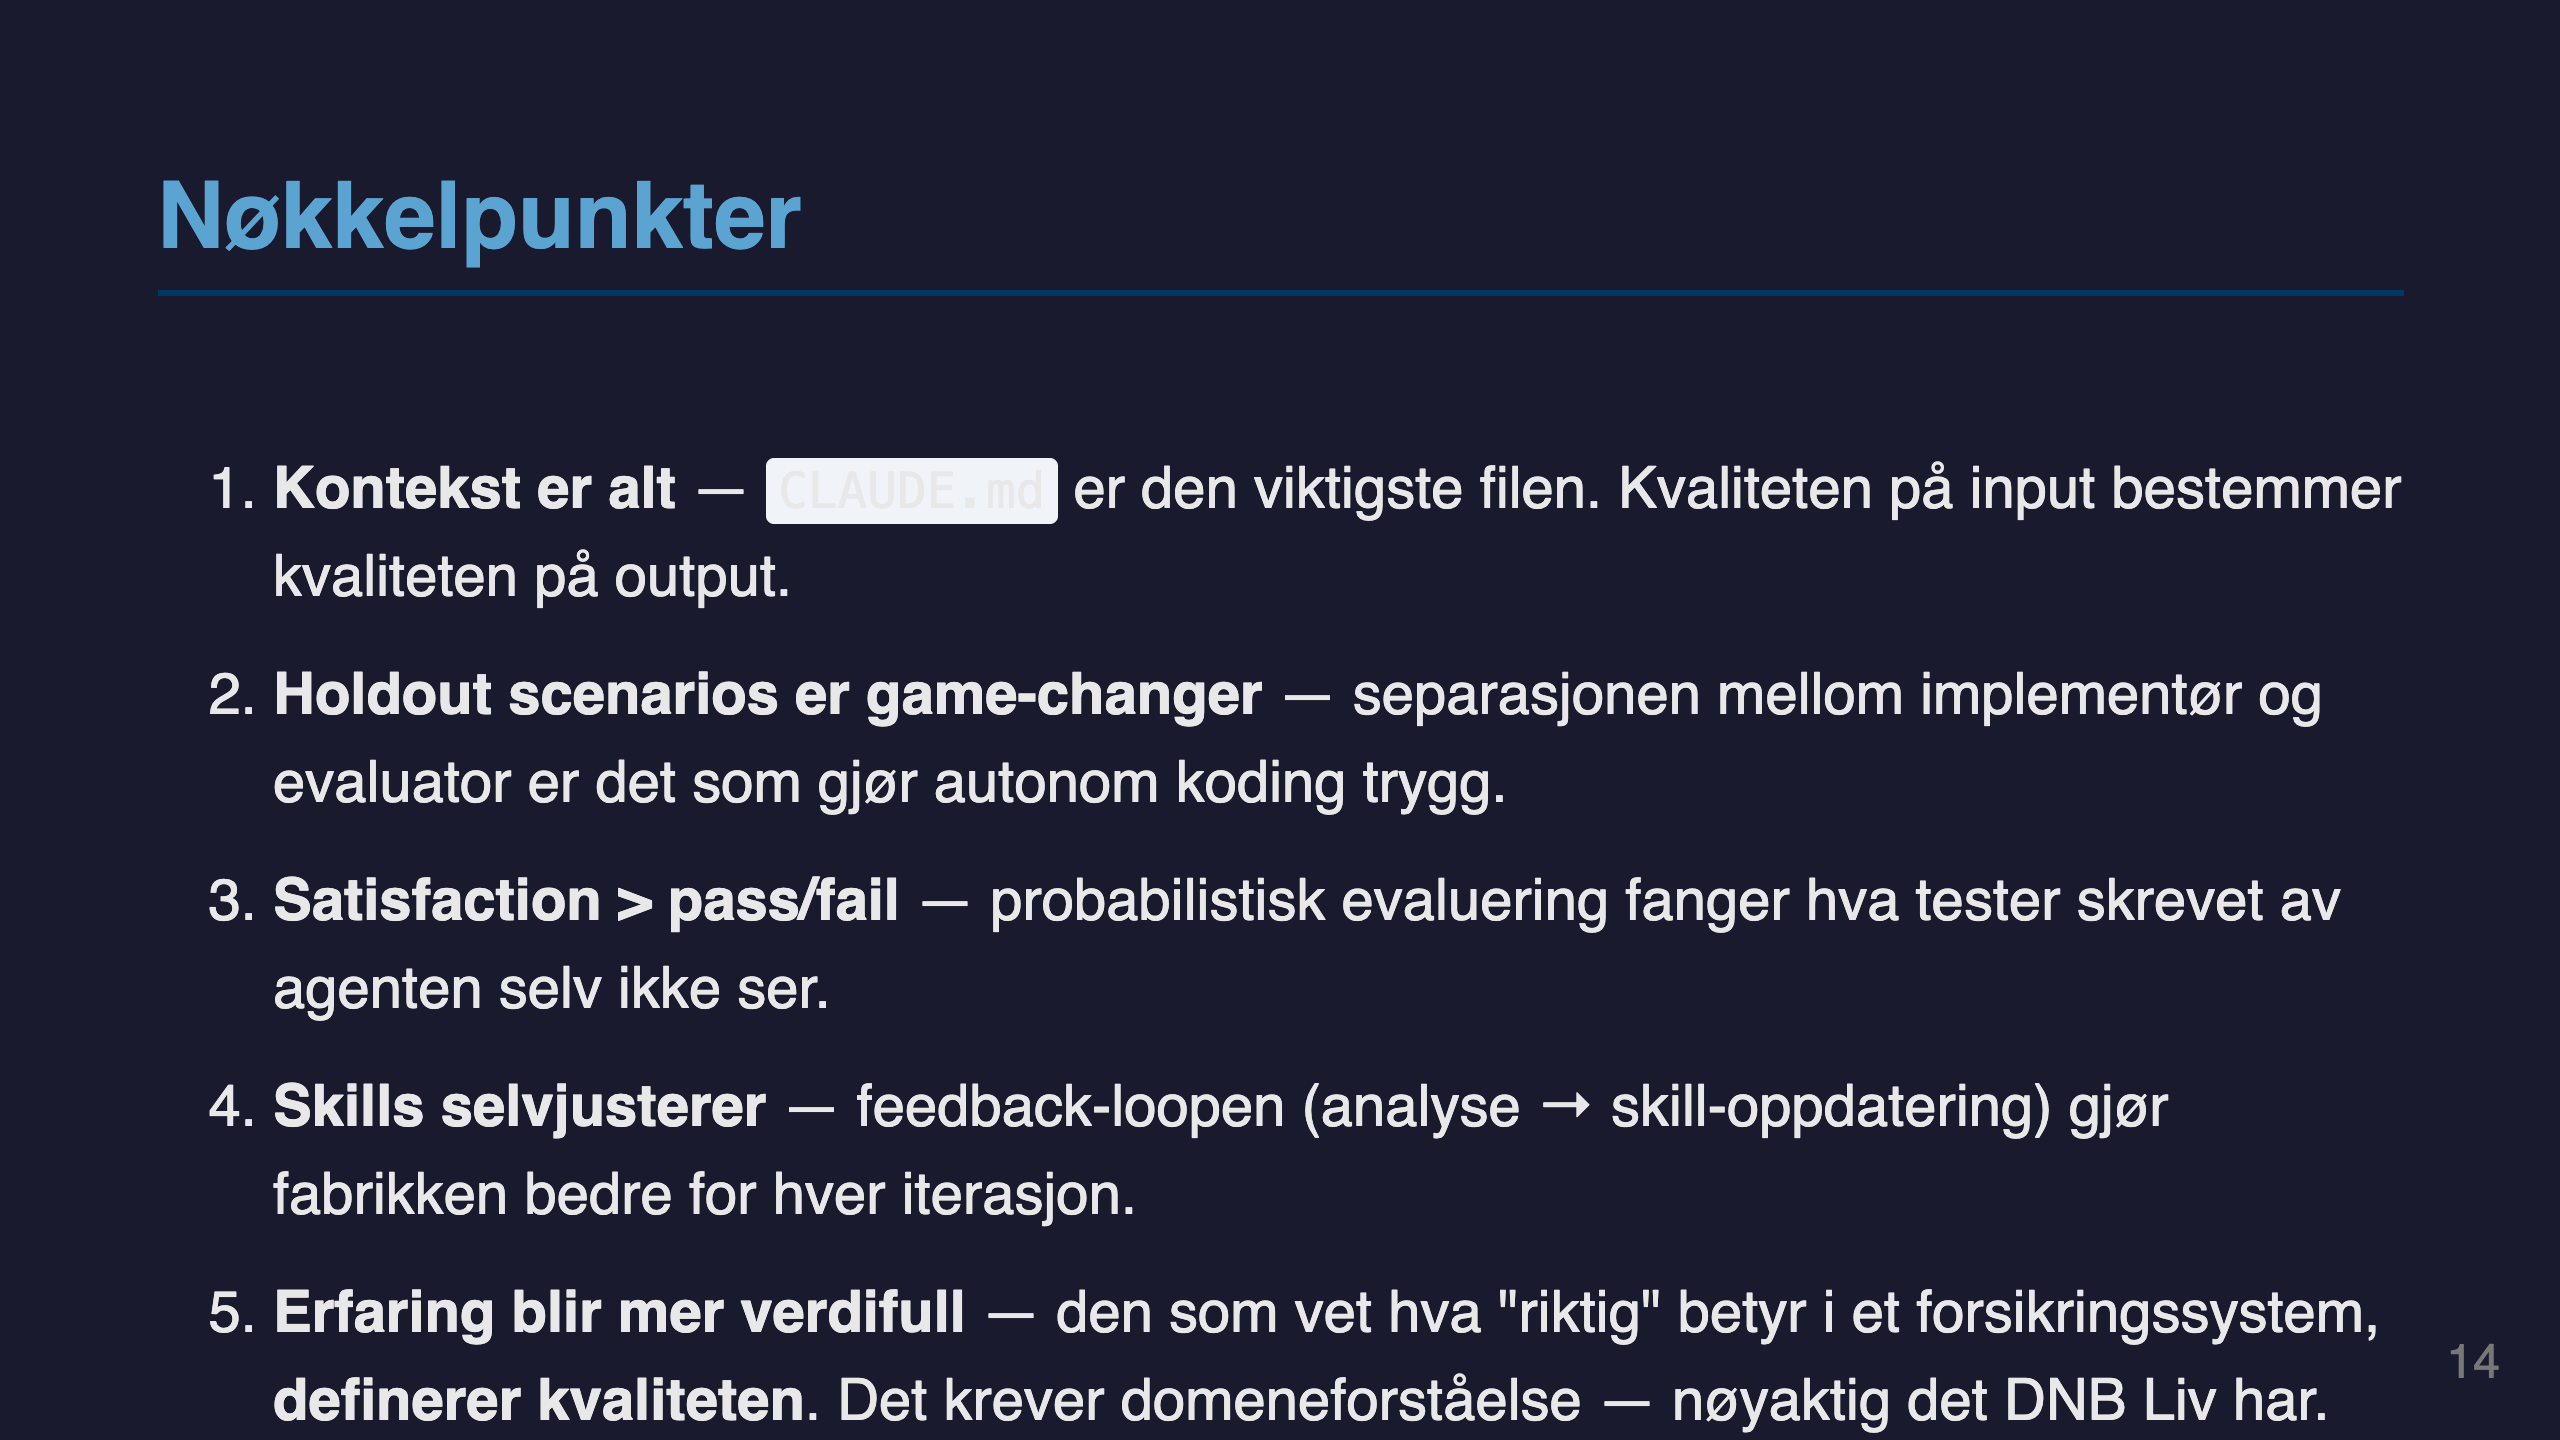 Nøkkelpunkter
1. Kontekst er alt — CLAUDE.md er den viktigste filen. Kvaliteten på input bestemmer
kvaliteten på output.
2. Holdout scenarios er game-changer — separasjonen mellom implementør og
evaluator er det som gjør autonom koding trygg.
3. Satisfaction > pass/fail — probabilistisk evaluering fanger hva tester skrevet av
agenten selv ikke ser.
4. Skills selvjusterer — feedback-loopen (analyse → skill-oppdatering) gjør
fabrikken bedre for hver iterasjon.
5. Erfaring blir mer verdifull — den som vet hva "riktig" betyr i et forsikringssystem,
definerer kvaliteten. Det krever domeneforståelse — nøyaktig det DNB Liv har.
14